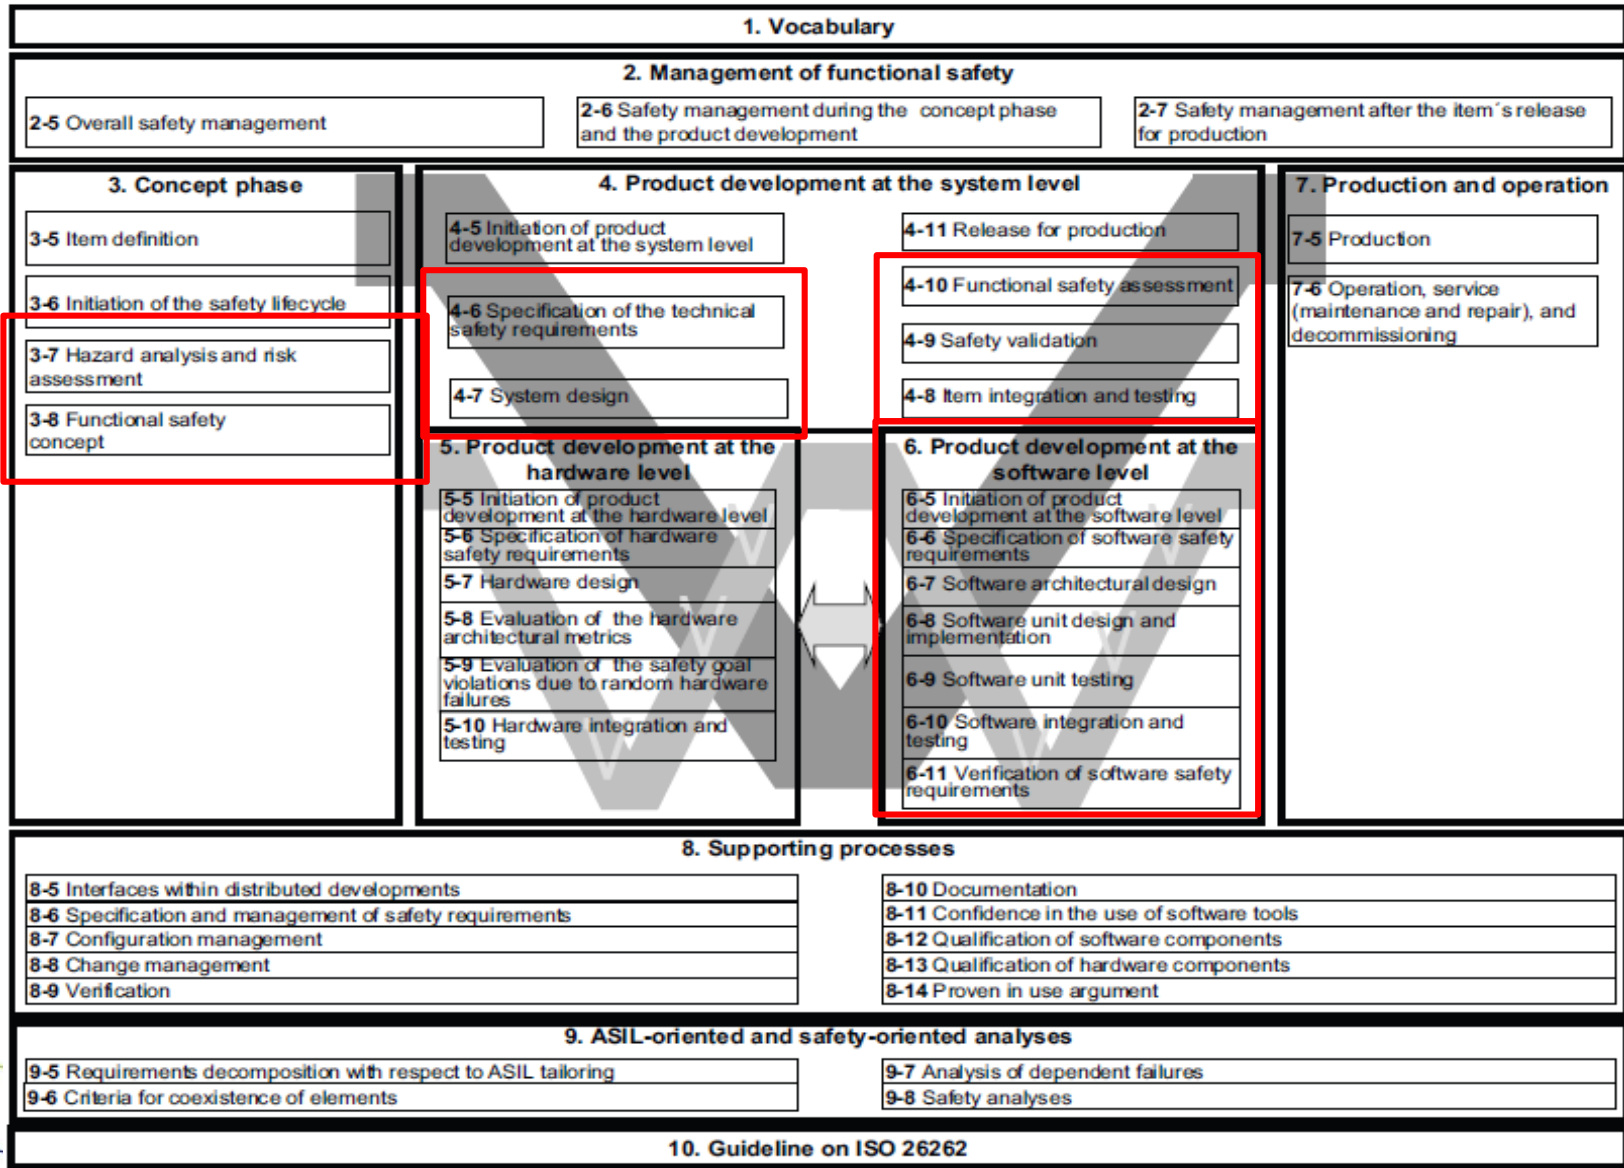 1. Vocabulary
2. Management of functional safety
2-5 Overall safety management
2-6 Safety management during the concept phase
and the product development
2-7 Safety management after the item´s release
for production
3. Concept phase
3-5 Item definition
3-6 Initiation of the safety lifecycle
3-7 Hazard analysis and risk
assessment
3-8 Functional safety
concept
4. Product development at the system level
4-5 Initiation of product
development at the system level
4-6 Specification of the technical
safety requirements
4-7 System design
4-11 Release for production
4-10 Functional safety assessment
4-9 Safety validation
4-8 Item integration and testing
7. Production and operation
7-5 Production
7-6 Operation, service
(maintenance and repair), and
decommissioning
5. Product development at the
hardware level
5-5 Initiation of product
development at the hardware level
5-6 Specification of hardware
safety requirements
5-7 Hardware design
5-8 Evaluation of the hardware
architectural metrics
5-9 Evaluation of the safety goal
violations due to random hardware
failures
5-10 Hardware integration and
testing
6. Product development at the
software level
6-5 Initiation of product
development at the software level
6-6 Specification of software safety
requirements
6-7 Software architectural design
6-8 Software unit design and
implementation
6-9 Software unit testing
6-10 Software integration and
testing
6-11 Verification of software safety
requirements
8. Supporting processes
8-5 Interfaces within distributed developments
8-6 Specification and management of safety requirements
8-7 Configuration management
8-8 Change management
8-9 Verification
8-10 Documentation
8-11 Confidence in the use of software tools
8-12 Qualification of software components
8-13 Qualification of hardware components
8-14 Proven in use argument
9. ASIL-oriented and safety-oriented analyses
9-5 Requirements decomposition with respect to ASIL tailoring
9-6 Criteria for coexistence of elements
9-7 Analysis of dependent failures
9-8 Safety analyses
10. Guideline on ISO 26262